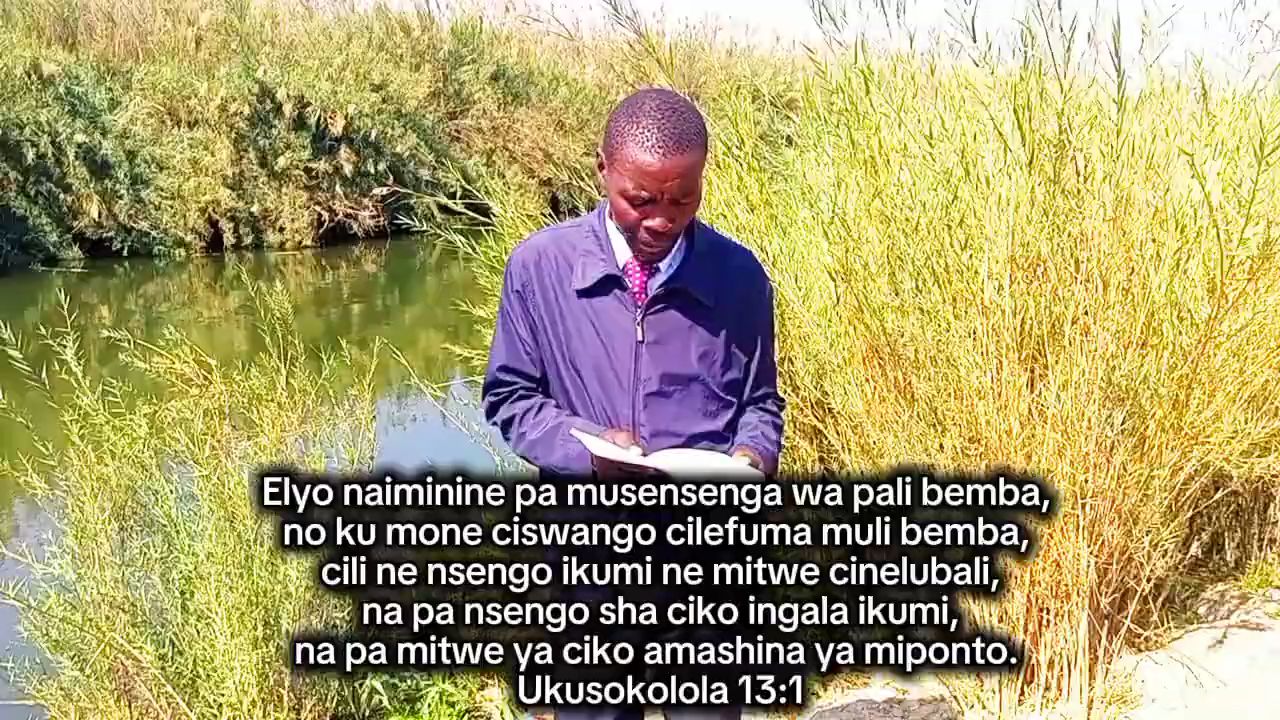 Elyo naiminine pa musensenga wa pali bemba,
no ku mone ciswango cilefuma muli bemba,
cili ne nsengo ikumi ne mitwe cinelubali,
na pa nsengo sha ciko ingala ikumi,
na pa mitwe ya ciko amashina ya miponto.
Ukusokolola 13:1